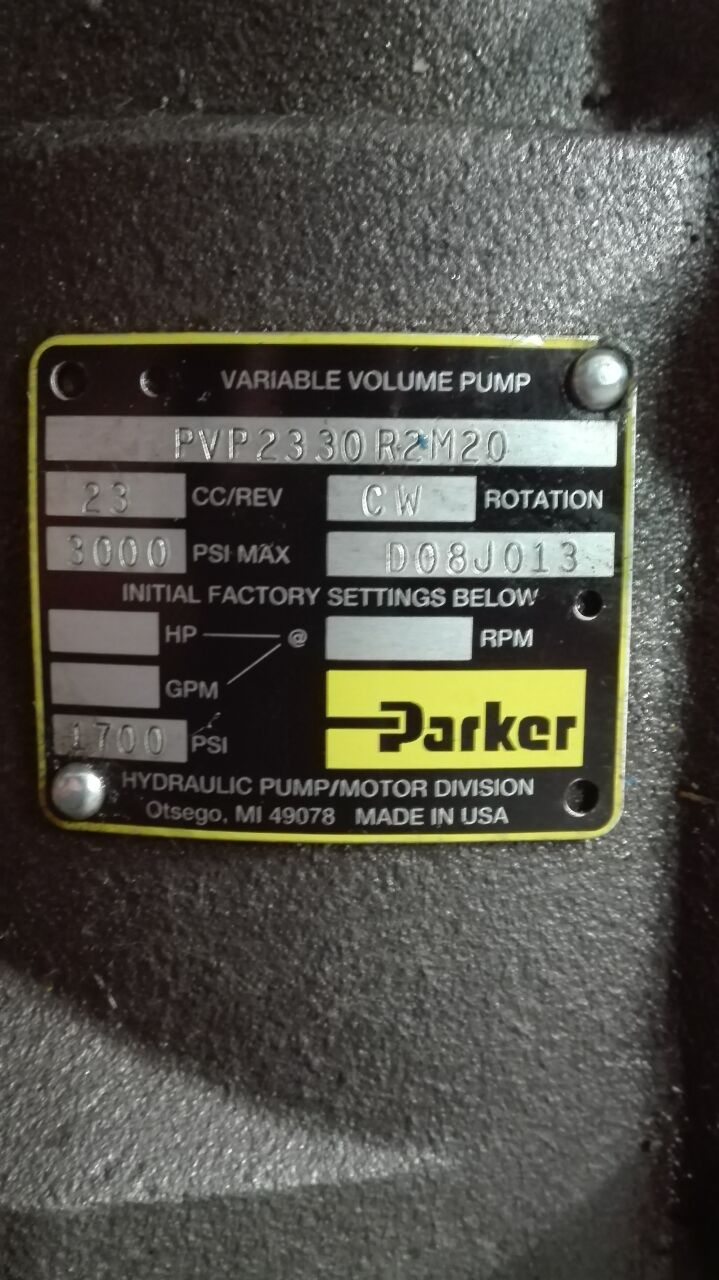 VARIABLE VOLUME PUMP
PVP2330R2M20
23 CC/REV CW ROTATION
3000 PSI MAX D08J013
INITIAL FACTORY SETTINGS BELOW
HP @ RPM
GPM
1700 PSI
Parker
HYDRAULIC PUMP/MOTOR DIVISION
Otsego, MI 49078 MADE IN USA